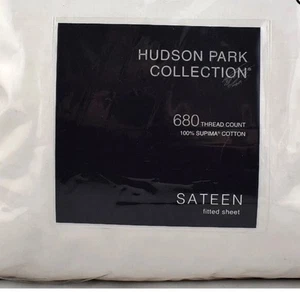 HUDSON PARK
COLLECTION®
680 THREAD COUNT
100% SUPIMA® COTTON
SATEEN
fitted sheet